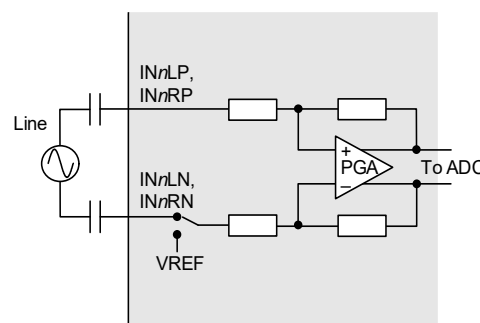 INnLP,
INnRP
Line
+
PGA
−
To ADC
INnLN,
INnRN
VREF